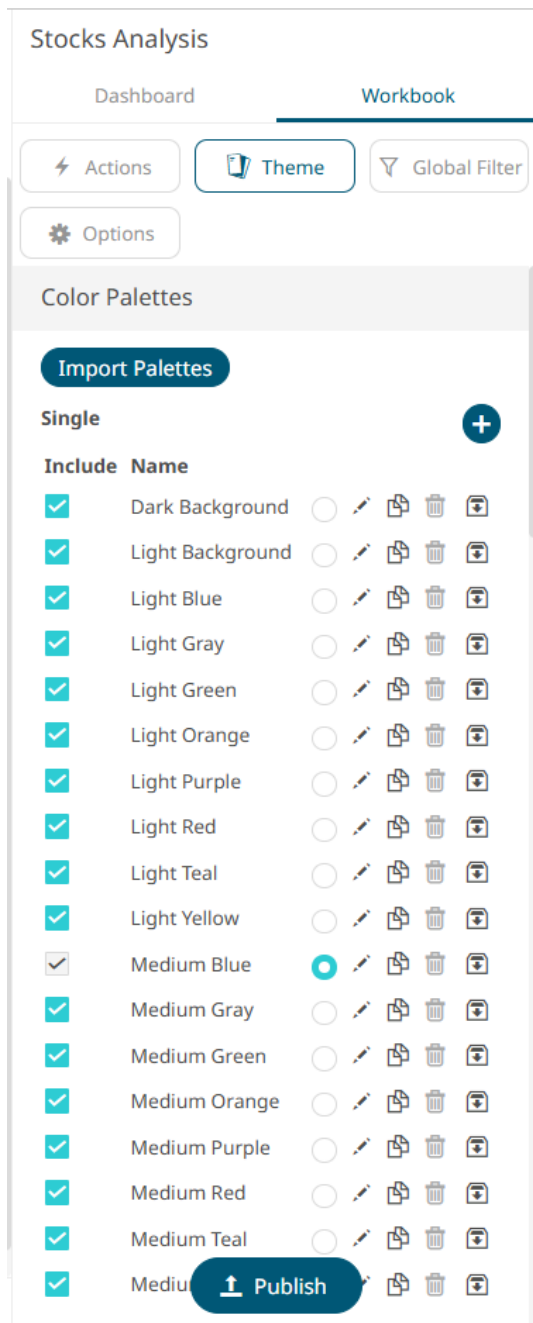 Stocks Analysis
Dashboard Workbook
Actions Theme Global Filter
Options
Color Palettes
Import Palettes
Single
Include Name
Dark Background
Light Background
Light Blue
Light Gray
Light Green
Light Orange
Light Purple
Light Red
Light Teal
Light Yellow
Medium Blue
Medium Gray
Medium Green
Medium Orange
Medium Purple
Medium Red
Medium Teal
Publish